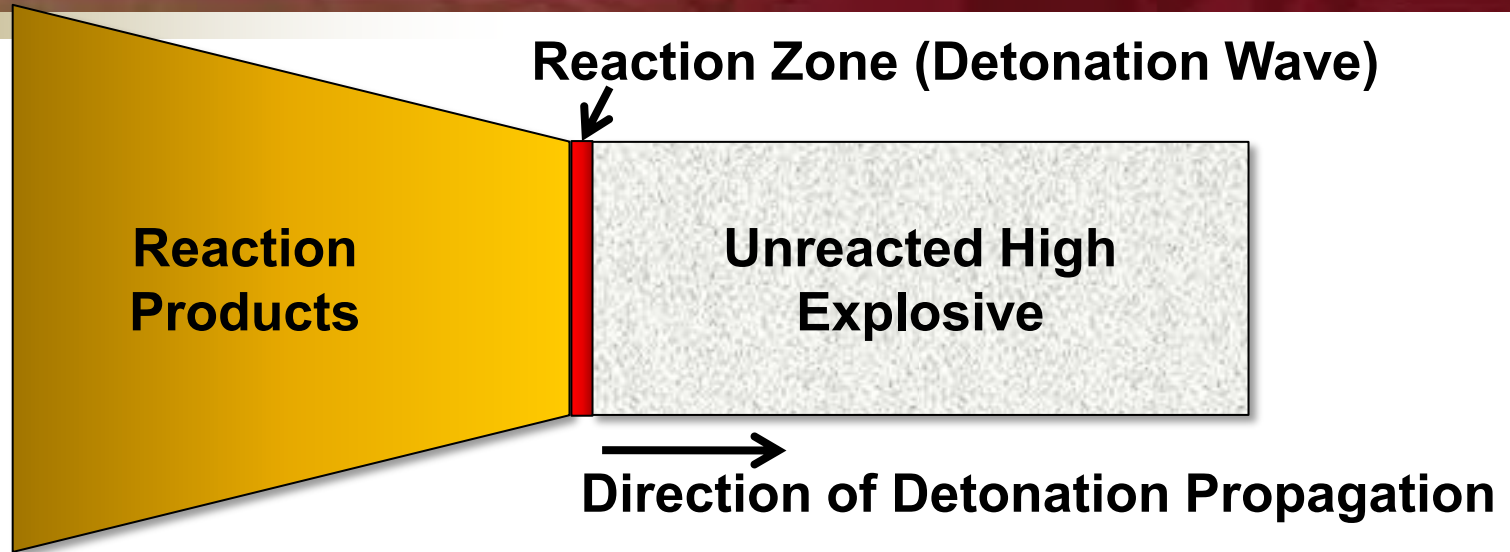 Reaction Zone (Detonation Wave)
Reaction
Products
Unreacted High
Explosive
Direction of Detonation Propagation